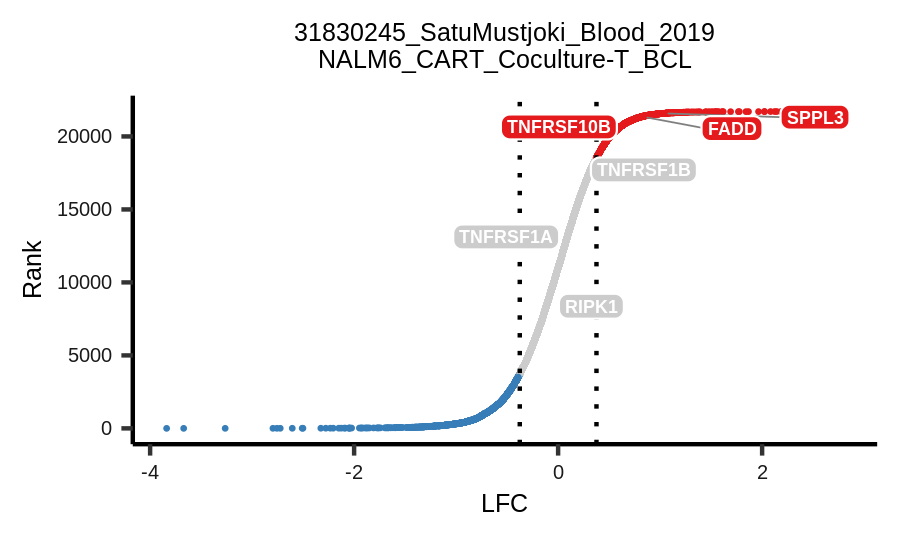 31830245_SatuMustjoki_Blood_2019
NALM6_CART_Coculture-T_BCL
Rank
20000
15000
10000
5000
0
TNFRSF10B
FADD
SPPL3
TNFRSF1B
TNFRSF1A
RIPK1
-4
-2
0
2
LFC